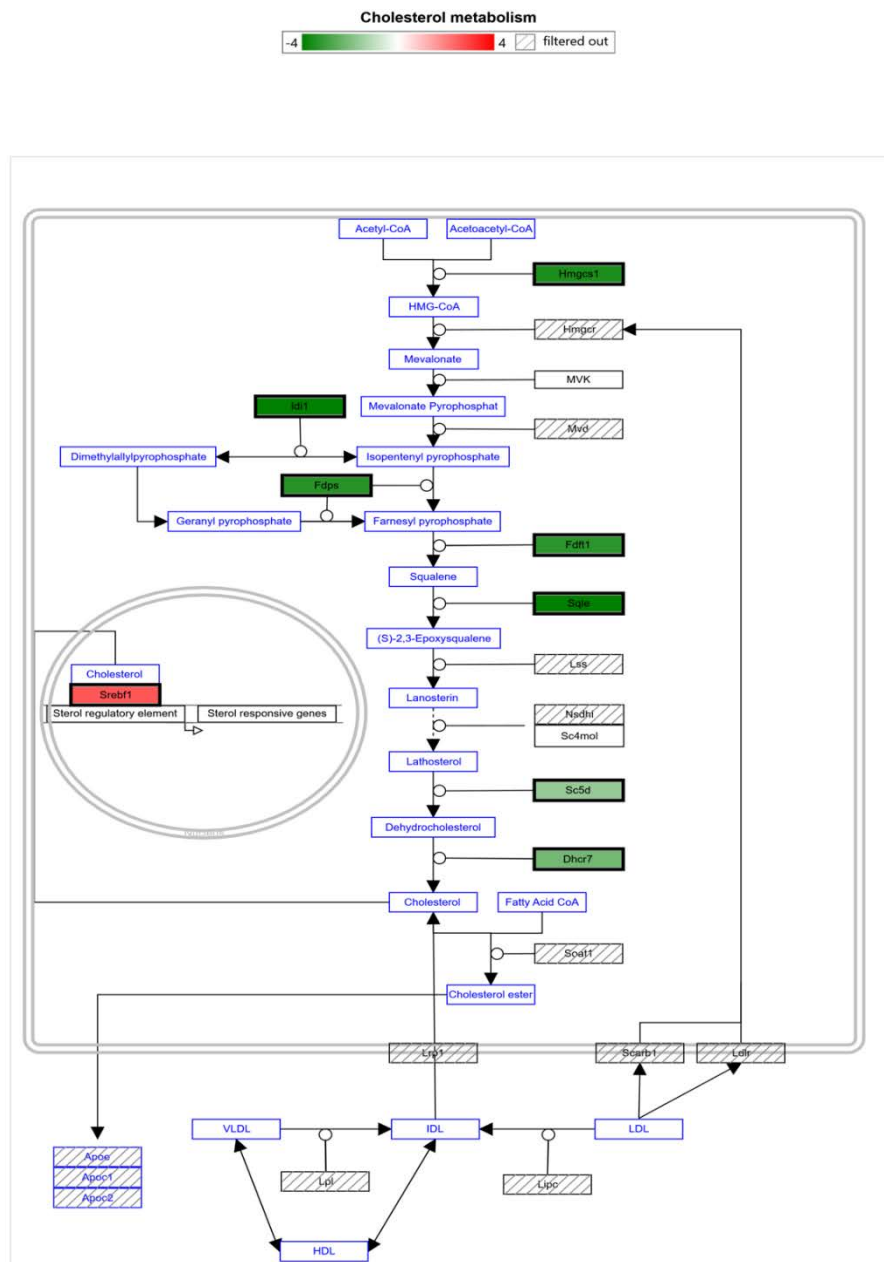 Cholesterol metabolism
-4 4 filtered out
Acetyl-CoA Acetoacetyl-CoA
Hmgcs1
HMG-CoA
Hmgcr
Mevalonate
MVK
Idi1 Mevalonate Pyrophosphat
Mvd
Dimethylallylpyrophosphate Isopentenyl pyrophosphate
Fdps
Geranyl pyrophosphate Farnesyl pyrophosphate
Fdft1
Squalene
Sqle
(S)-2,3-Epoxysqualene
Lss
Cholesterol
Srebf1 Lanosterin
Sterol regulatory element Sterol responsive genes Nsdhl
Sc4mol
Lathosterol
Sc5d
Dehydrocholesterol
Nucleus
Dhcr7
Cholesterol Fatty Acid CoA
Soat1
Cholesterol ester
Lrp1 Scarb1 Ldlr
VLDL IDL LDL
Apoe
Apoc1 Lpl Lipc
Apoc2
HDL